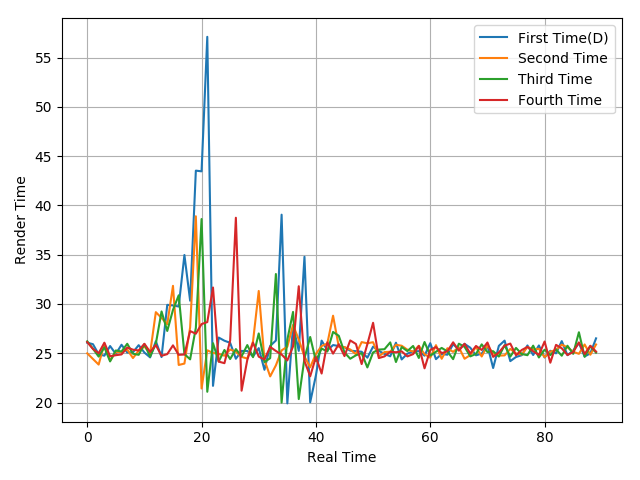 First Time(D)
Second Time
Third Time
Fourth Time
Render Time
55
50
45
40
35
30
25
20
0 20 40 60 80
Real Time